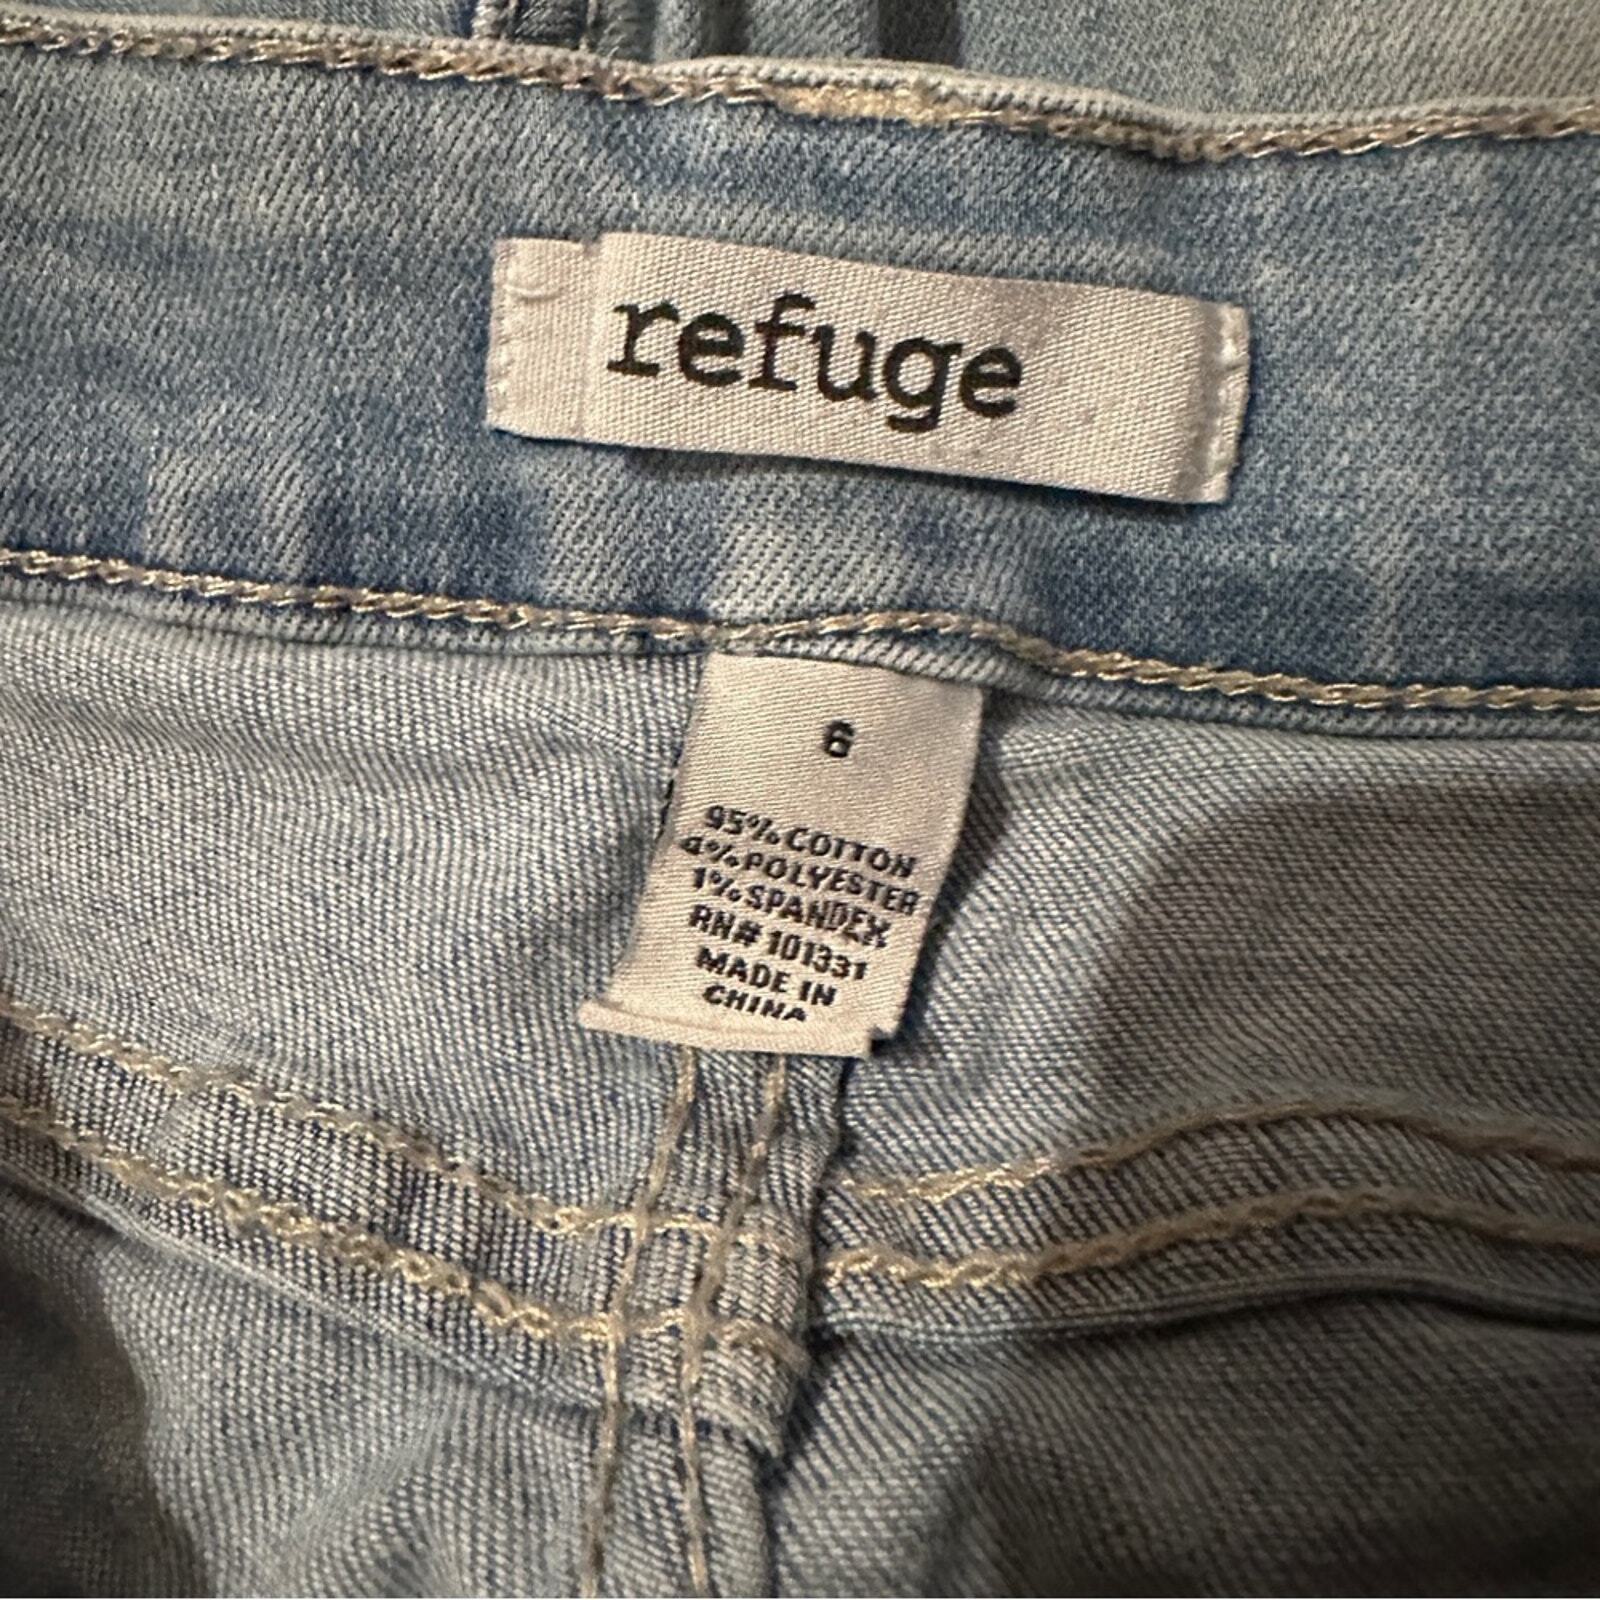 refuge
6
95% COTTON
4% POLYESTER
1% SPANDEX
RN# 101331
MADE IN
CHINA